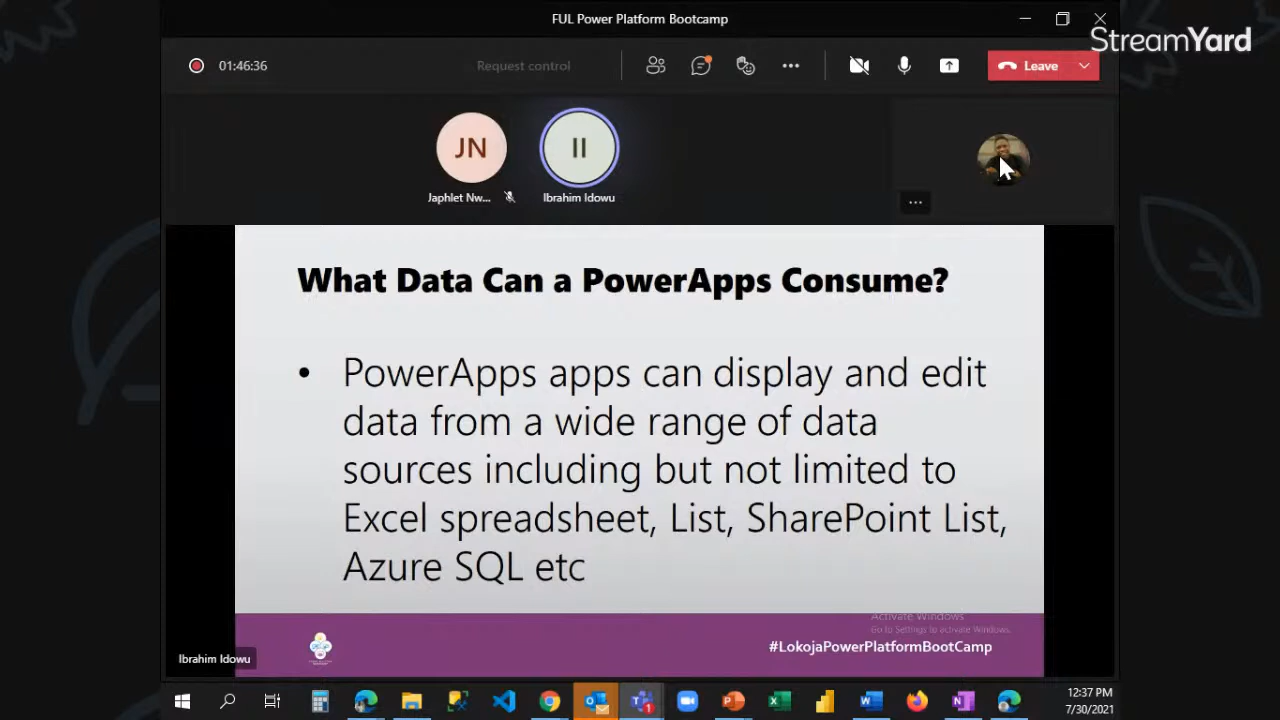 FUL Power Platform Bootcamp
StreamYard
01:46:36
Request control
Leave
JN
II
Japhlet Nw...
Ibrahim Idowu
What Data Can a PowerApps Consume?
• PowerApps apps can display and edit
data from a wide range of data
sources including but not limited to
Excel spreadsheet, List, SharePoint List,
Azure SQL etc
Activate Windows
Go to Settings to activate Windows.
#LokojaPowerPlatformBootCamp
Ibrahim Idowu
12:37 PM
7/30/2021